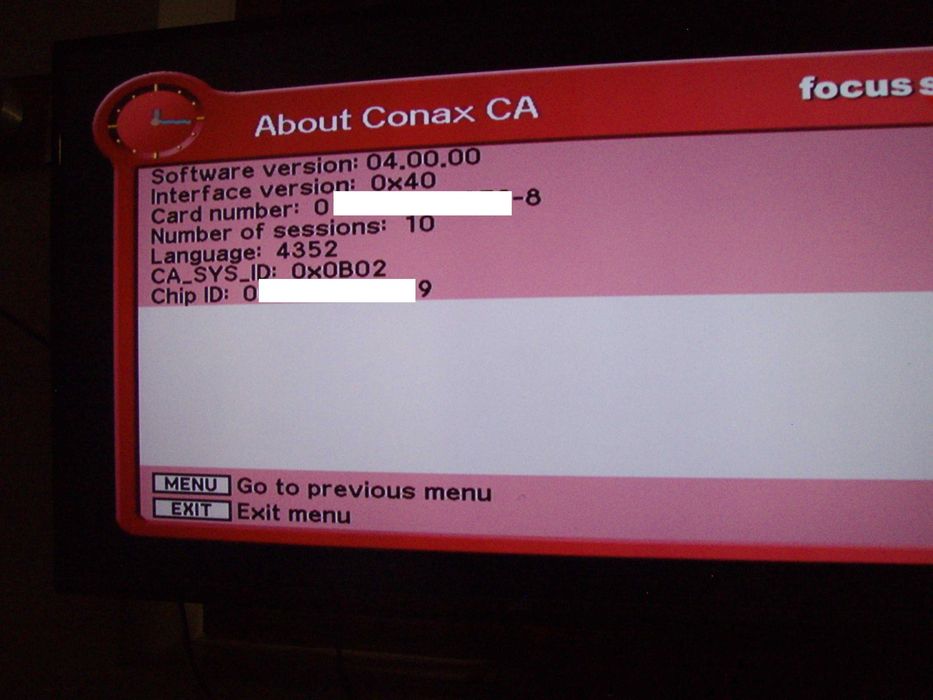 focus s
About Conax CA
Software version: 04.00.00
Interface version: 0x40
Card number: 0 -8
Number of sessions: 10
Language: 4352
CA_SYS_ID: 0x0B02
Chip ID: 0 9
MENU Go to previous menu
EXIT Exit menu